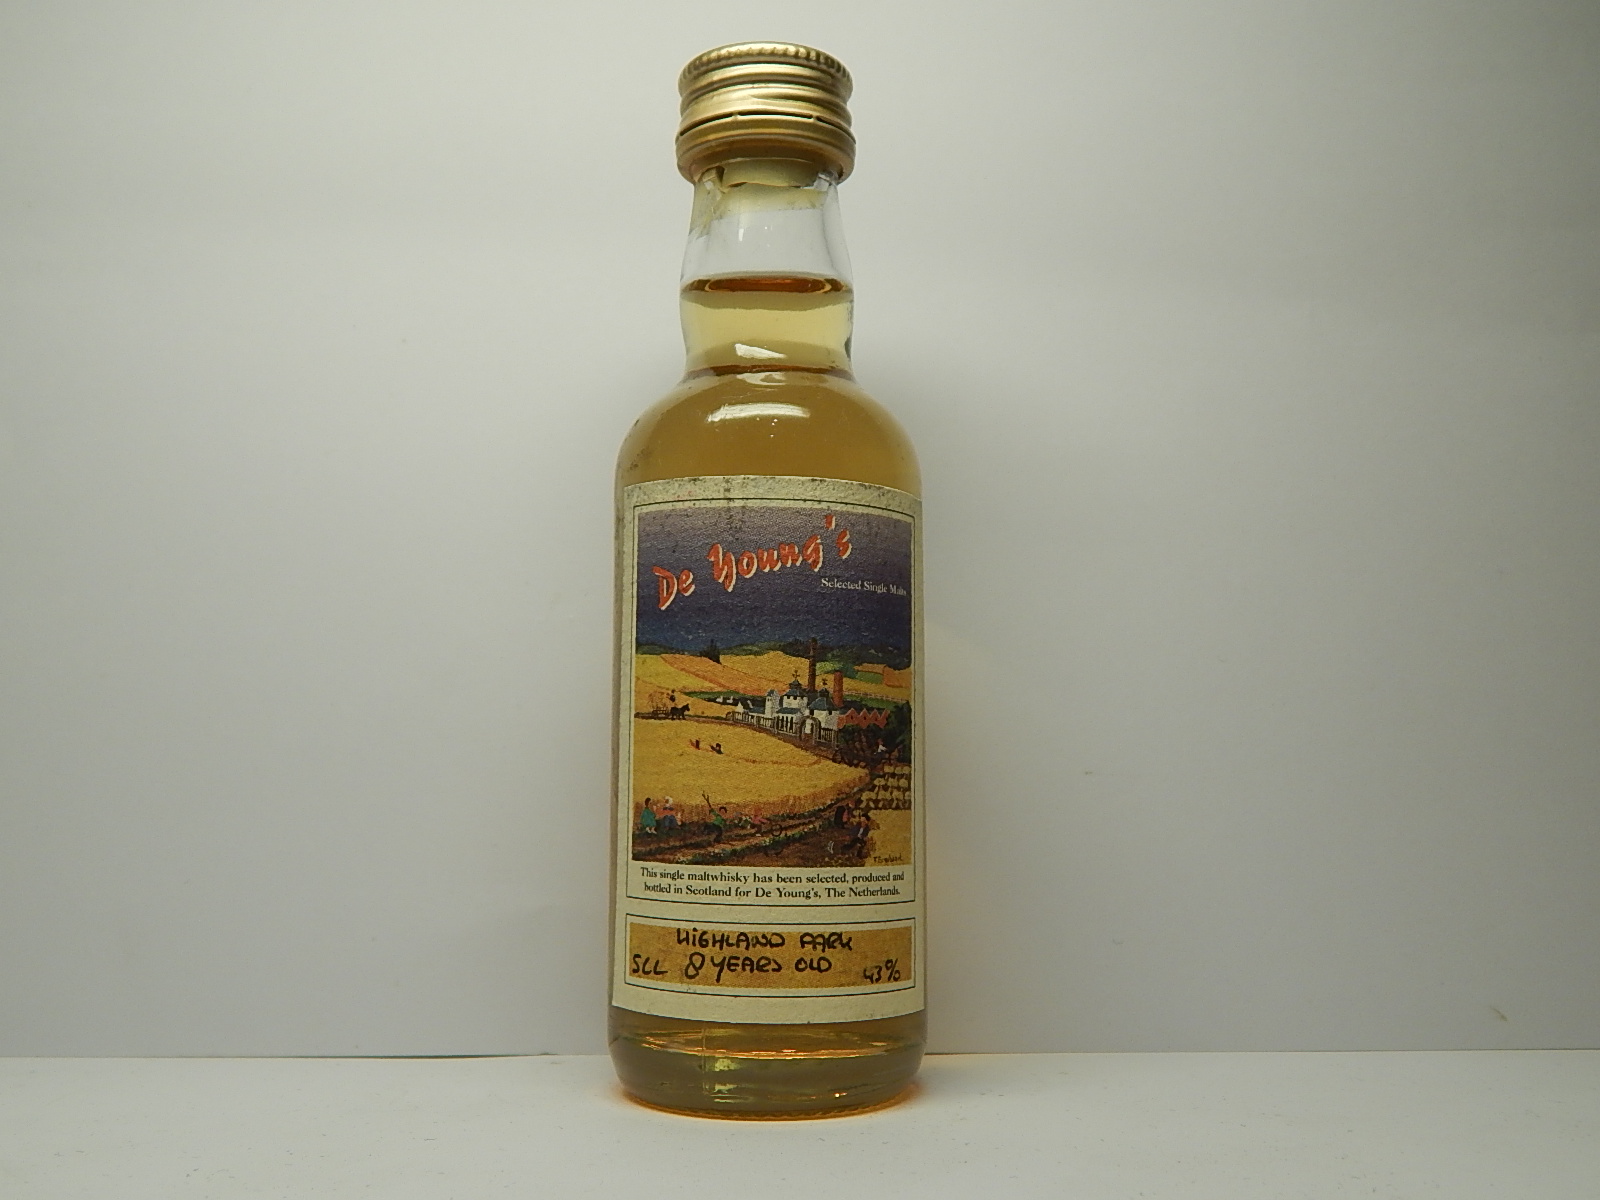 De Young's
Selected Single Malts
This single maltwhisky has been selected, produced and
bottled in Scotland for De Young's, The Netherlands.
HIGHLAND PARK
5CL 8 YEARS OLD 43%